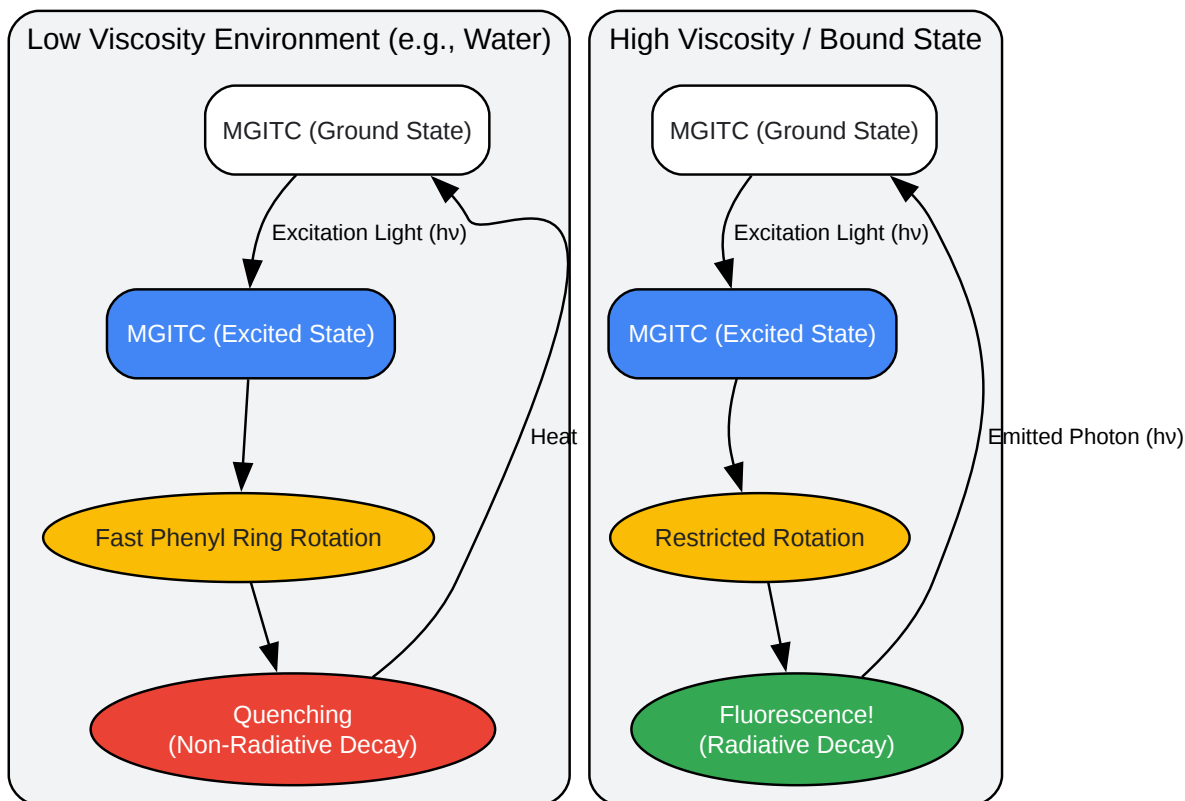 Low Viscosity Environment (e.g., Water)
MGITC (Ground State)
Excitation Light (hν)
MGITC (Excited State)
Heat
Fast Phenyl Ring Rotation
Quenching
(Non-Radiative Decay)
High Viscosity / Bound State
MGITC (Ground State)
Excitation Light (hν)
MGITC (Excited State)
Emitted Photon (hν)
Restricted Rotation
Fluorescence!
(Radiative Decay)